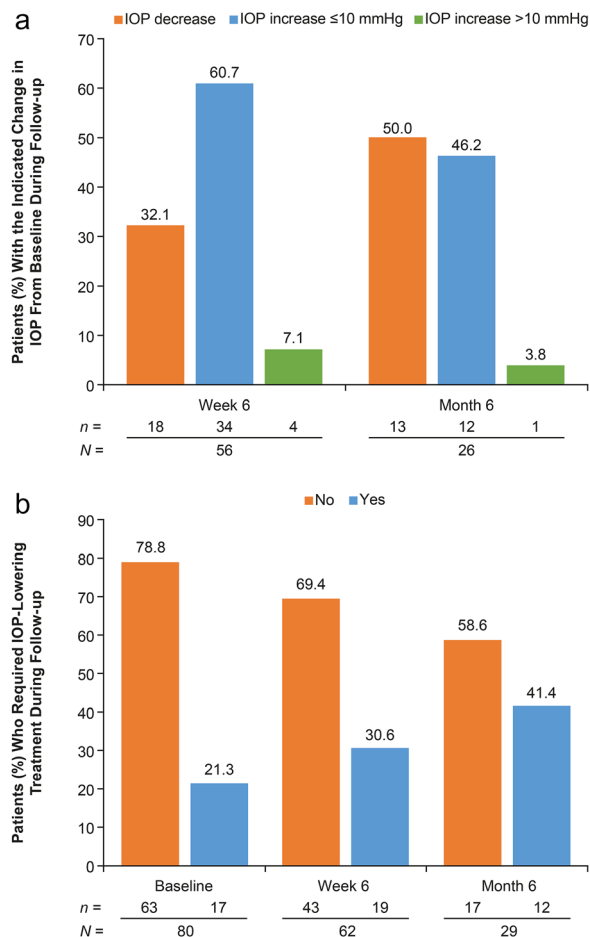 a
IOP decrease IOP increase ≤10 mmHg IOP increase >10 mmHg
Patients (%) With the Indicated Change in
IOP From Baseline During Follow-up
70
60
50
40
30
20
10
0
32.1
60.7
7.1
50.0
46.2
3.8
Week 6 Month 6
n = 18 34 4 13 12 1
N = 56 26
b
No Yes
Patients (%) Who Required IOP-Lowering
Treatment During Follow-up
90
80
70
60
50
40
30
20
10
0
78.8
21.3
69.4
30.6
58.6
41.4
Baseline Week 6 Month 6
n = 63 17 43 19 17 12
N = 80 62 29